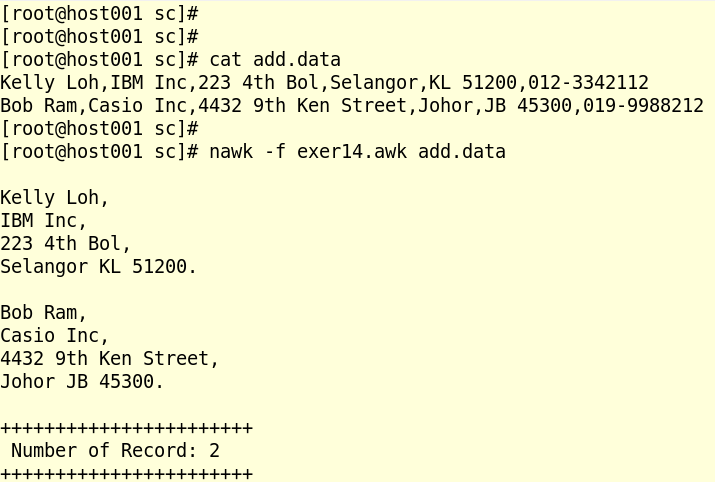 [root@host001 sc]#
[root@host001 sc]#
[root@host001 sc]# cat add.data
Kelly Loh,IBM Inc,223 4th Bol,Selangor,KL 51200,012-3342112
Bob Ram,Casio Inc,4432 9th Ken Street,Johor,JB 45300,019-9988212
[root@host001 sc]#
[root@host001 sc]# nawk -f exer14.awk add.data
Kelly Loh,
IBM Inc,
223 4th Bol,
Selangor KL 51200.
Bob Ram,
Casio Inc,
4432 9th Ken Street,
Johor JB 45300.
+++++++++++++++++++++++
Number of Record: 2
+++++++++++++++++++++++